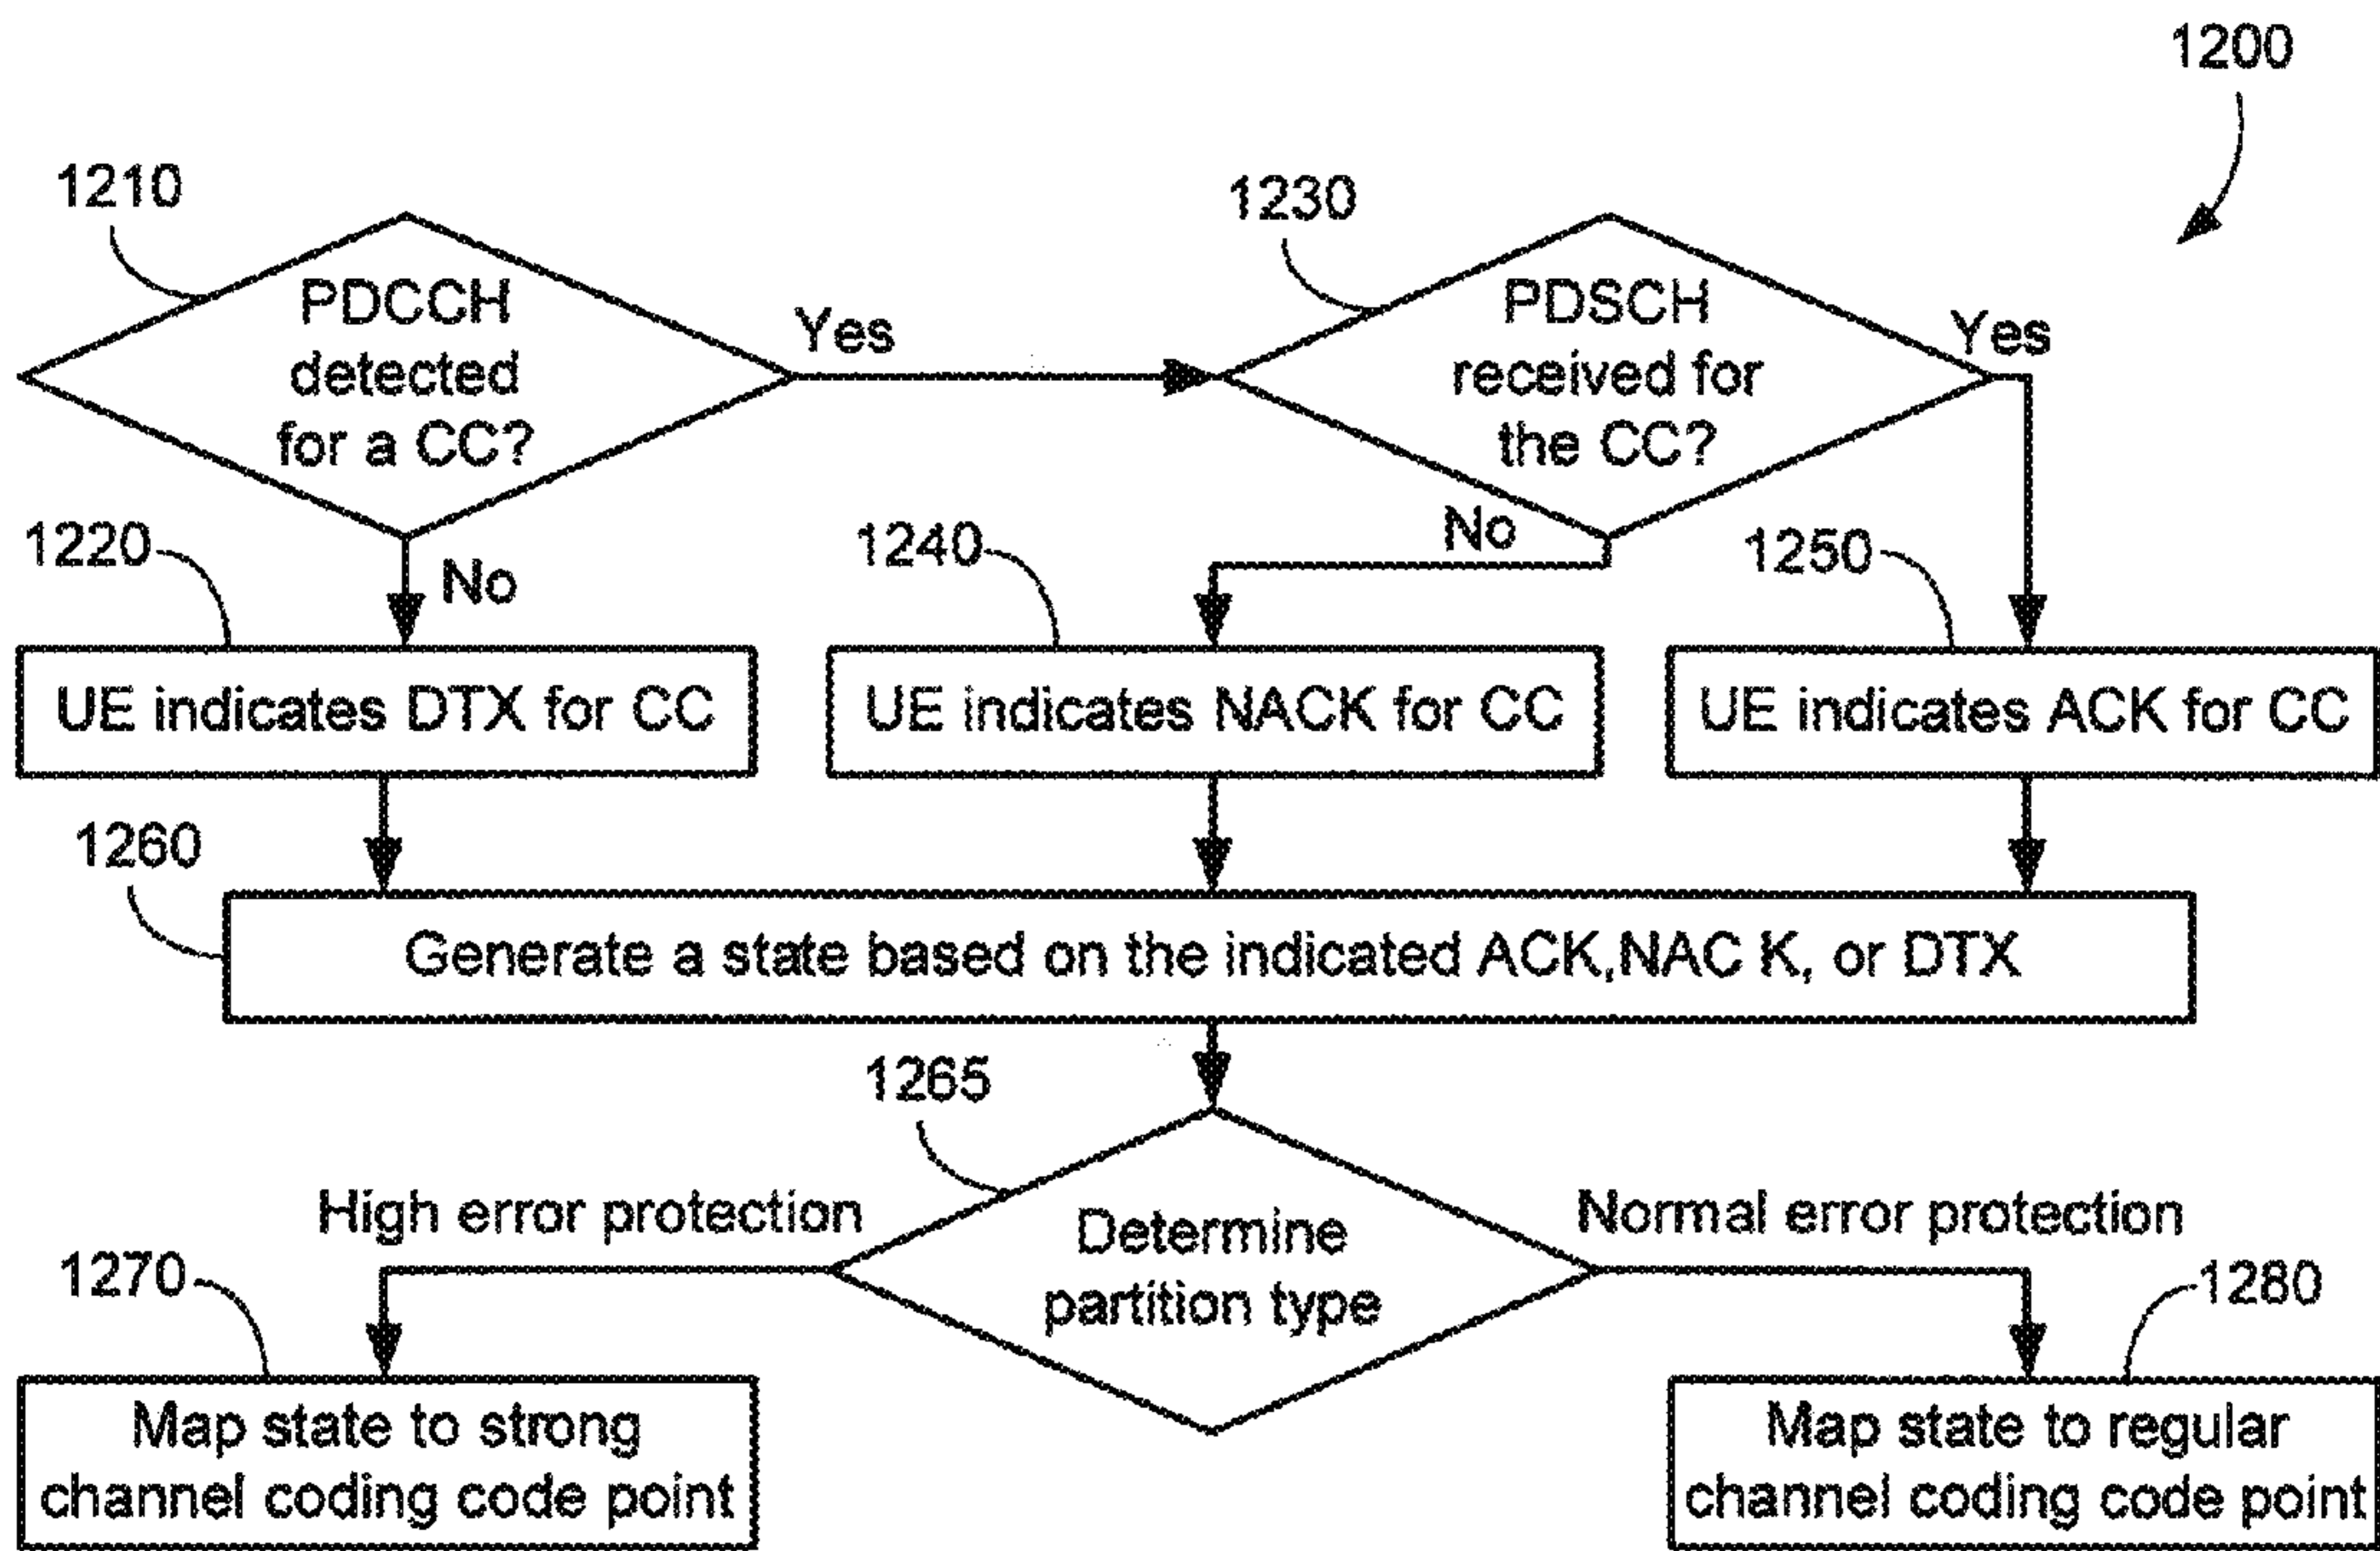 1200
1210
1230
PDCCH
detected
for a CC?
Yes
PDSCH
received for
the CC?
Yes
1220
No
1240
No
1250
UE indicates DTX for CC
UE indicates NACK for CC
UE indicates ACK for CC
1260
Generate a state based on the indicated ACK,NAC K, or DTX
1265
High error protection
Determine
partition type
Normal error protection
1270
1280
Map state to strong
channel coding code point
Map state to regular
channel coding code point